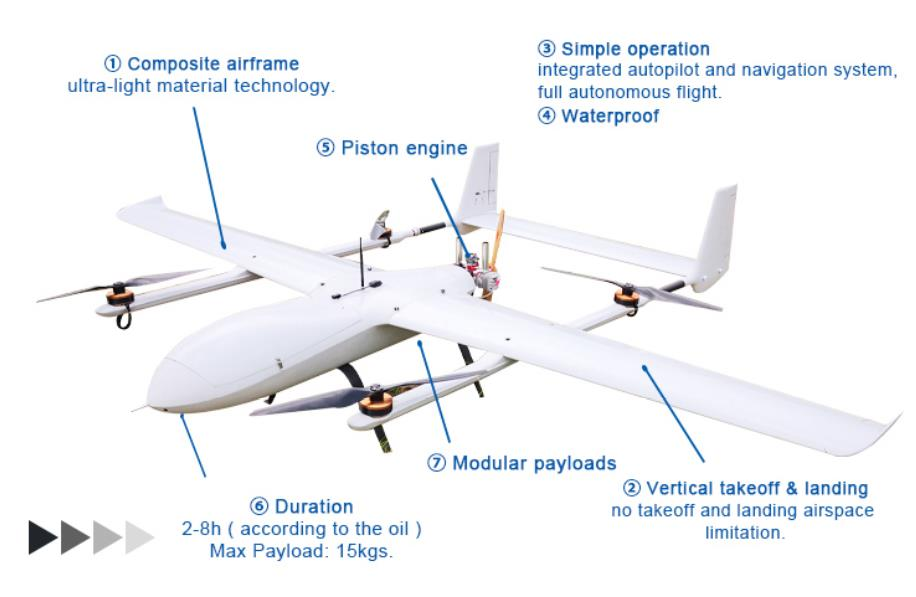 ① Composite airframe
ultra-light material technology.
③ Simple operation
integrated autopilot and navigation system,
full autonomous flight.
④ Waterproof
⑤ Piston engine
⑦ Modular payloads
② Vertical takeoff & landing
no takeoff and landing airspace
limitation.
⑥ Duration
2-8h ( according to the oil )
Max Payload: 15kgs.